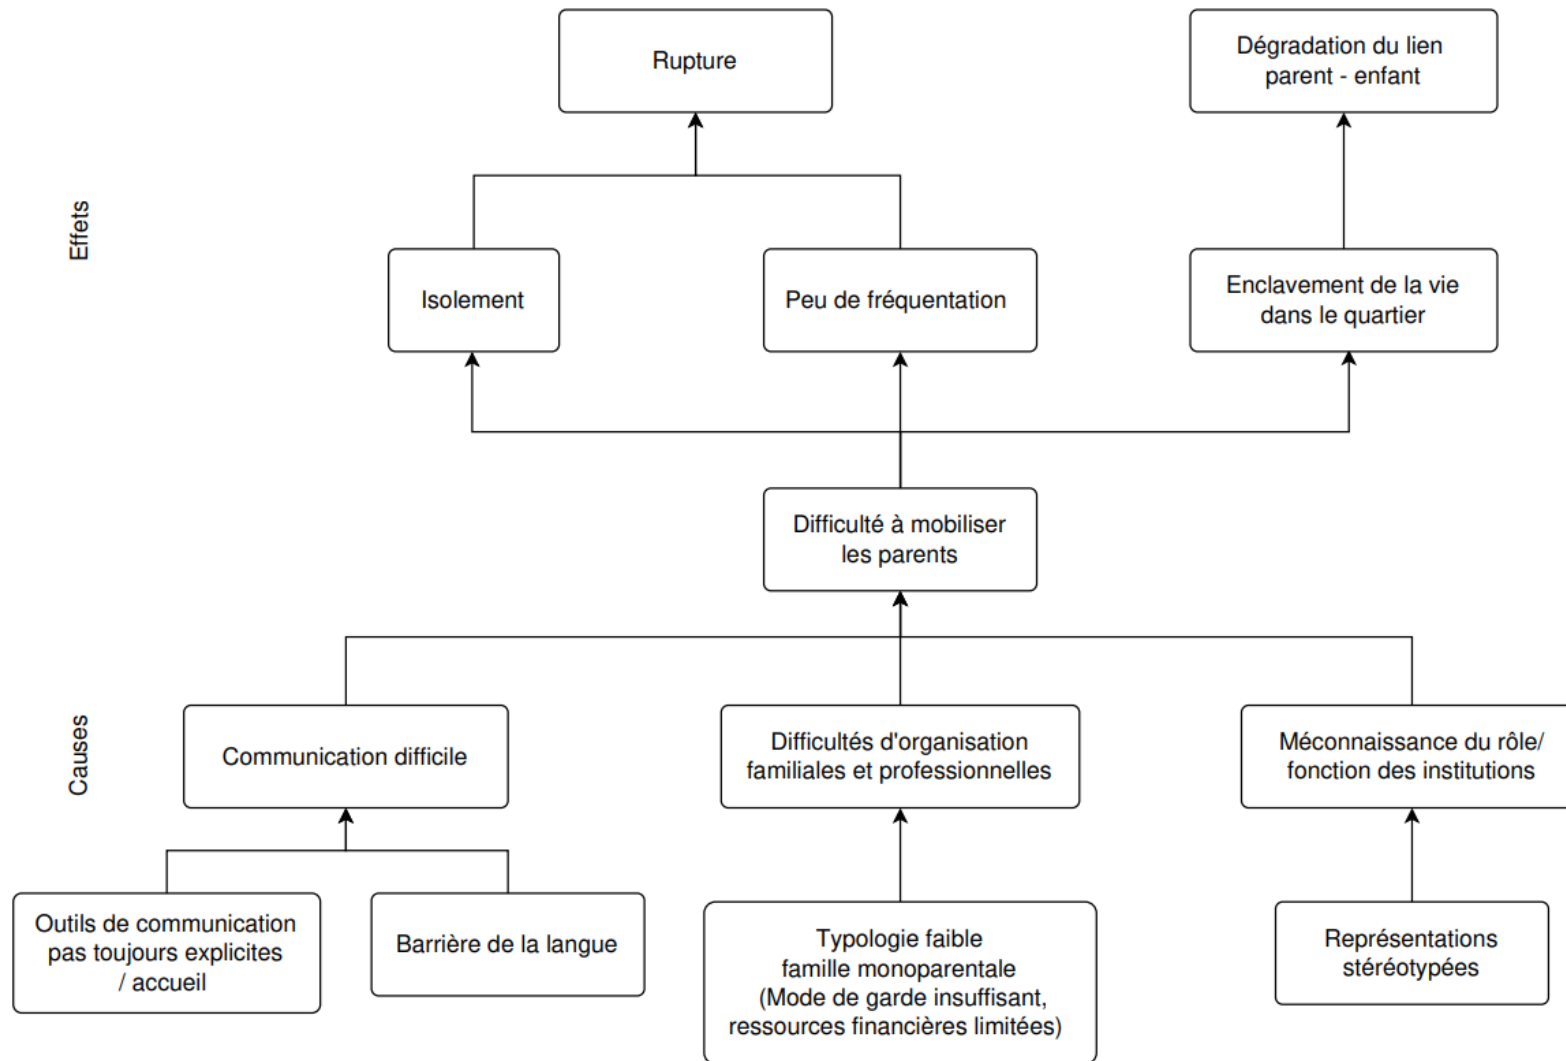 Rupture
Dégradation du lien
parent - enfant
Effets
Isolement
Peu de fréquentation
Enclavement de la vie
dans le quartier
Difficulté à mobiliser
les parents
Causes
Communication difficile
Difficultés d'organisation
familiales et professionnelles
Méconnaissance du rôle/
fonction des institutions
Outils de communication
pas toujours explicites
/ accueil
Barrière de la langue
Typologie faible
famille monoparentale
(Mode de garde insuffisant,
ressources financières limitées)
Représentations
stéréotypées